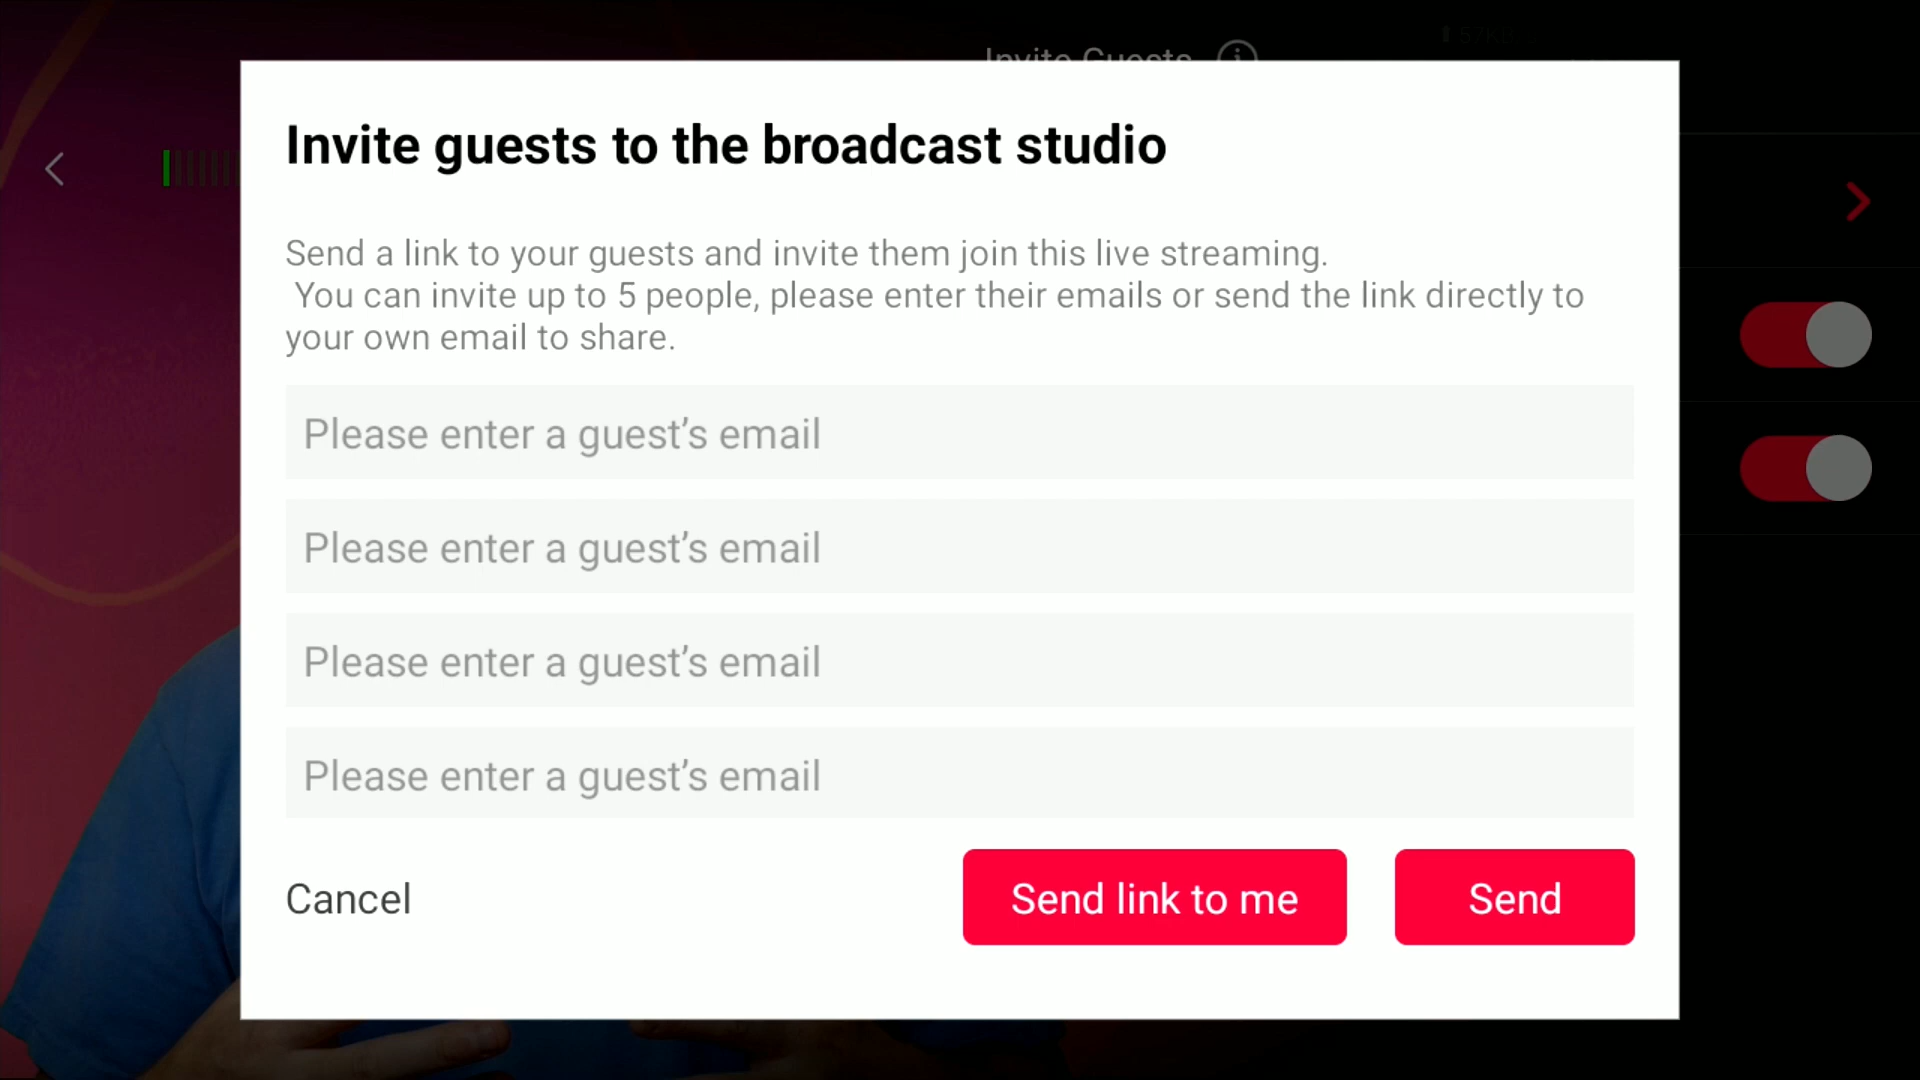 Invite Guests
Invite guests to the broadcast studio
Send a link to your guests and invite them join this live streaming.
You can invite up to 5 people, please enter their emails or send the link directly to
your own email to share.
Please enter a guest’s email
Please enter a guest’s email
Please enter a guest’s email
Please enter a guest’s email
Cancel
Send link to me
Send